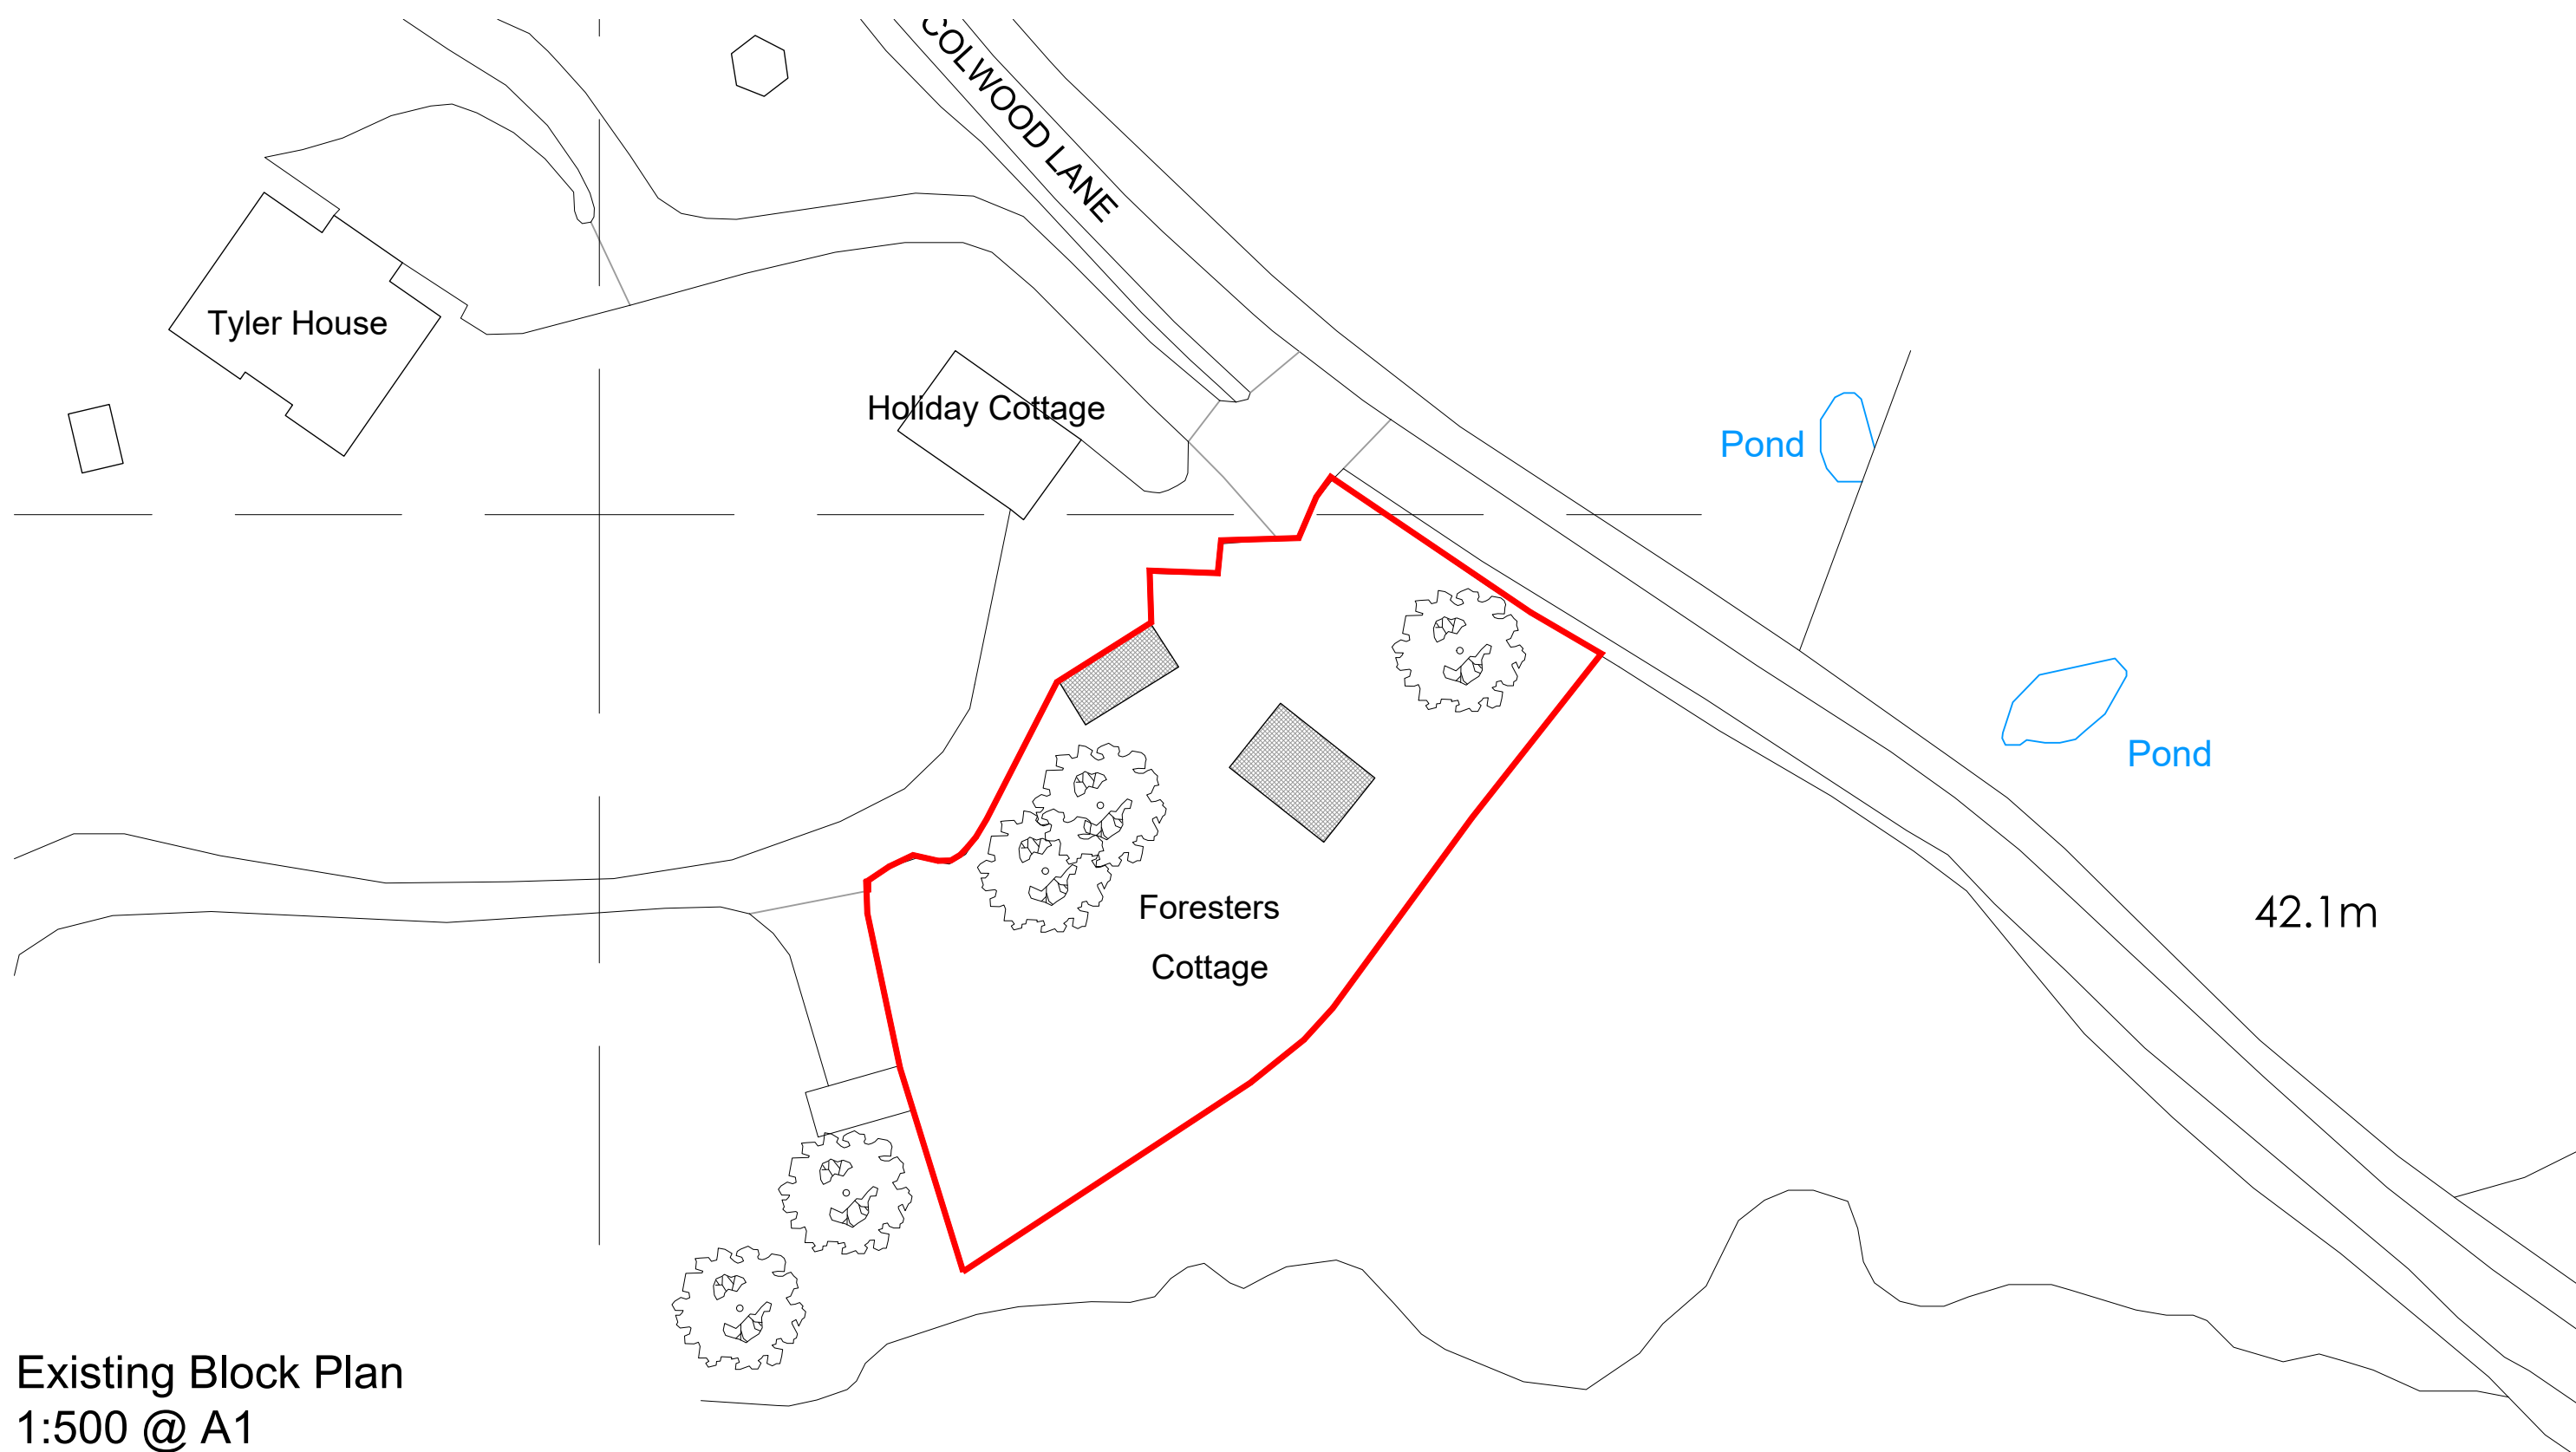 COLWOOD LANE
Tyler House
Holiday Cottage
Pond
Pond
Foresters
Cottage
42.1m
Existing Block Plan
1:500 @ A1